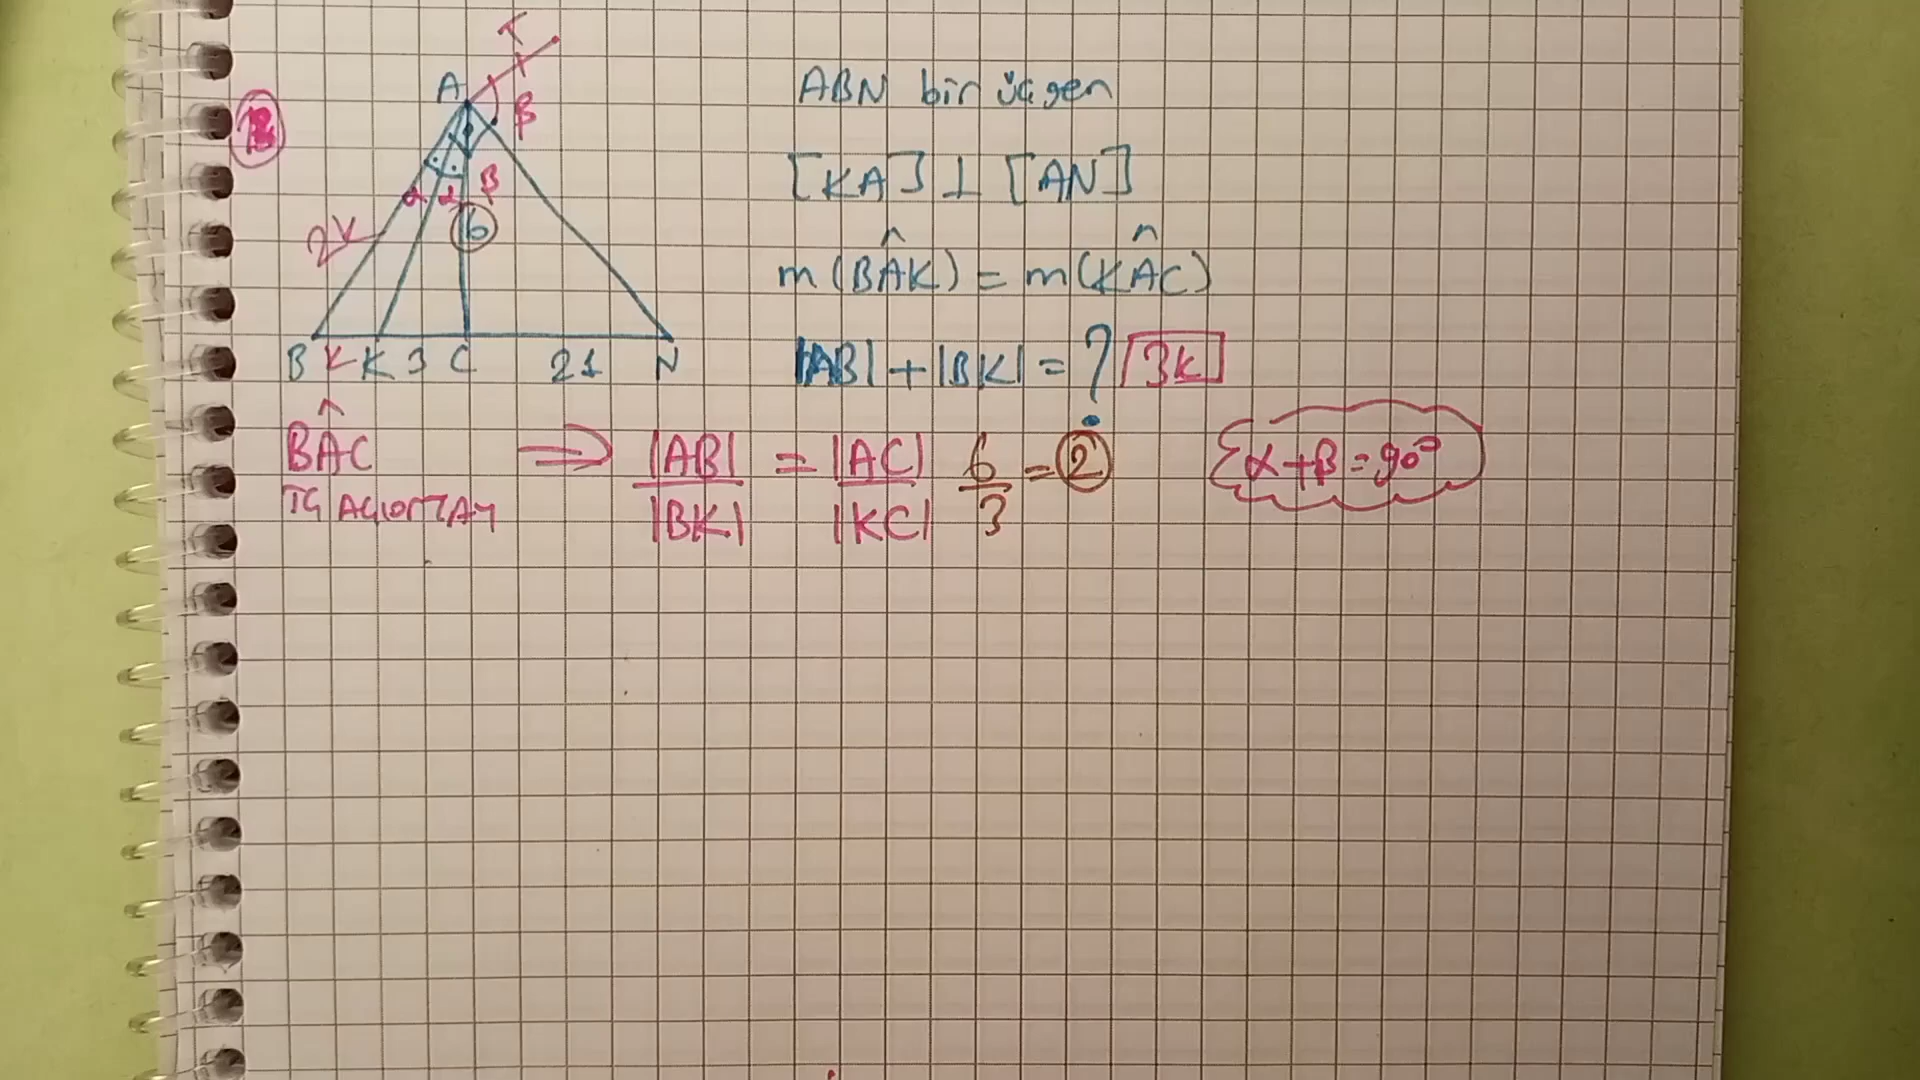 T
A
β
β
α α
6
2K
B K K 3 C 21 N
ABN bir üçgen
[KA] ⊥ [AN]
m(BÂK) = m(KÂC)
|AB| + |BK| = ? 3k
BÂC ⇒ |AB| / |BK| = |AC| / |KC| 6/3 = 2
İÇ AÇIORTAY
α + β = 90°